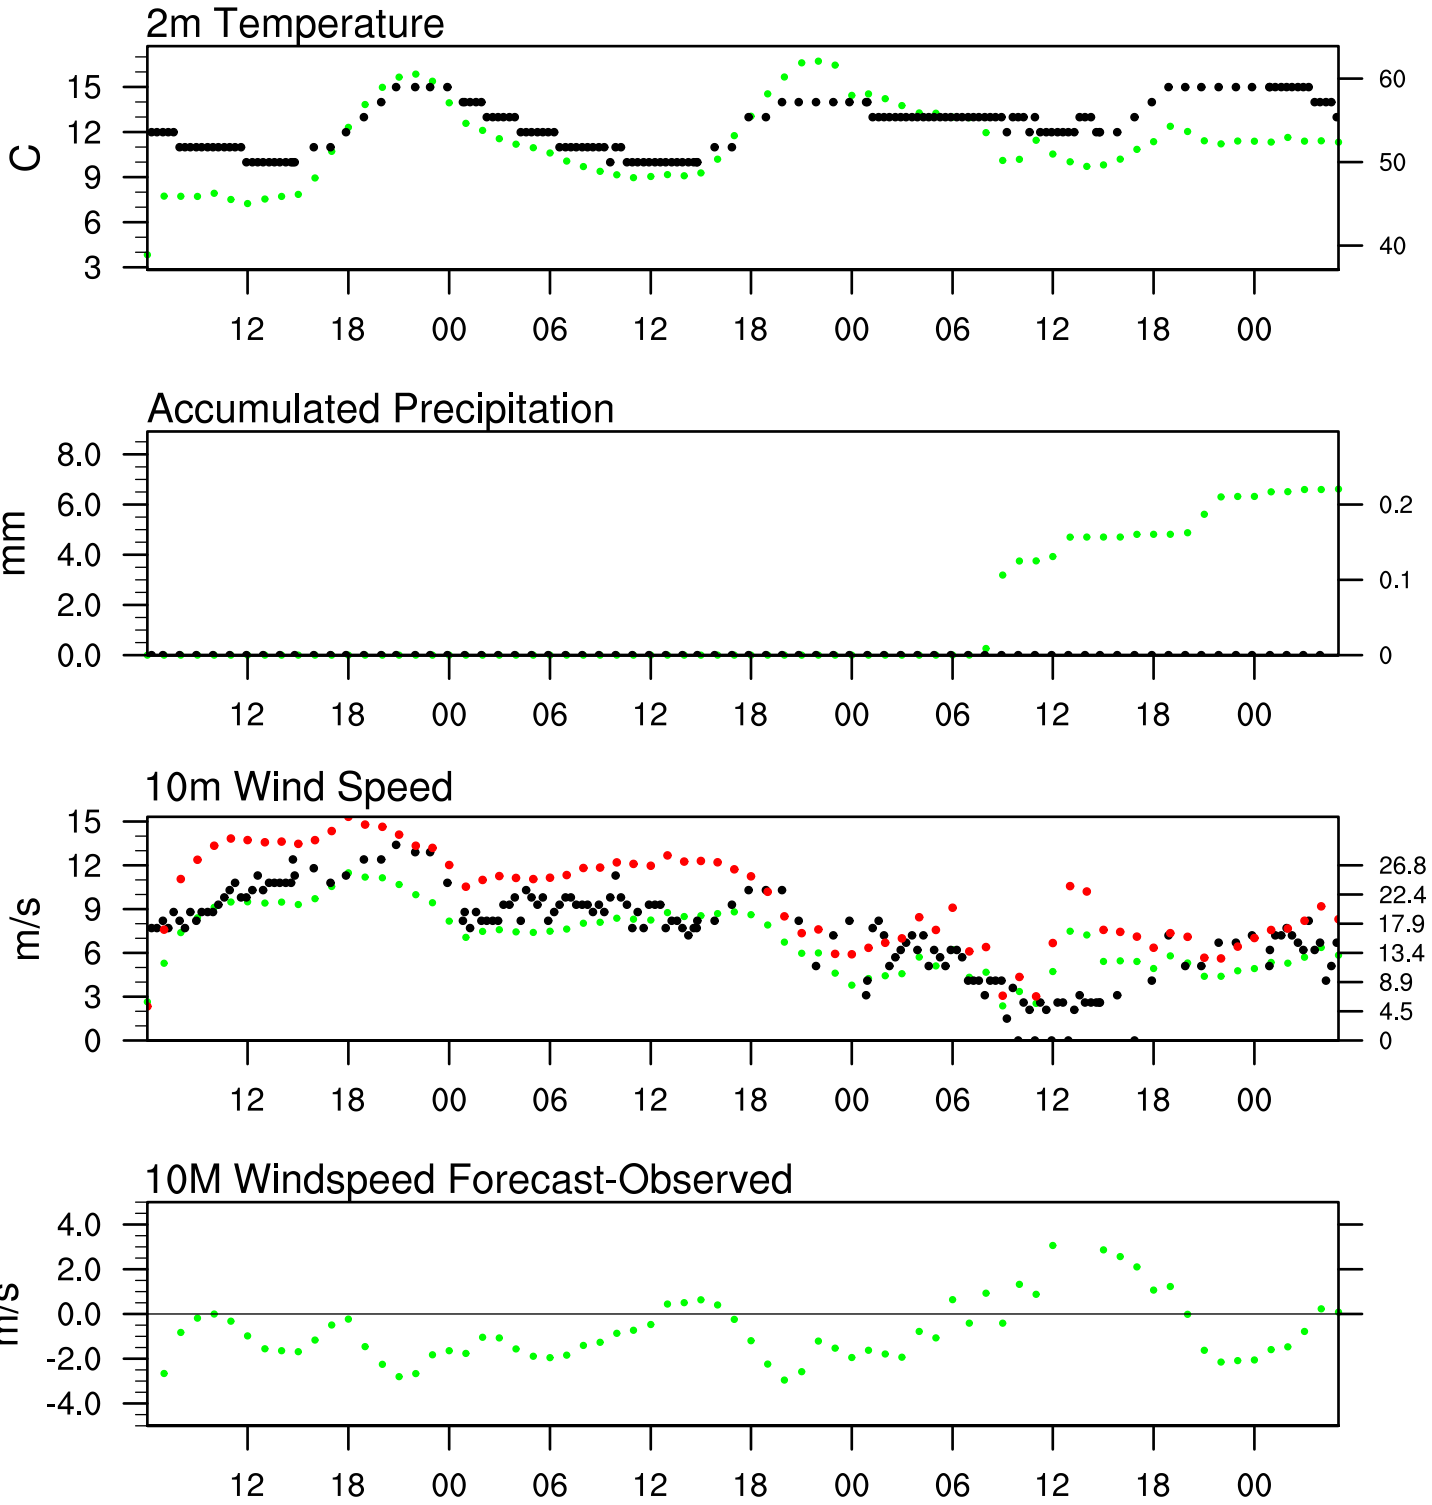 2m Temperature
15 60
12
9 50
6
3 40
C
12 18 00 06 12 18 00 06 12 18 00
Accumulated Precipitation
8.0
6.0 0.2
4.0
2.0 0.1
0.0 0
mm
12 18 00 06 12 18 00 06 12 18 00
10m Wind Speed
15
12 26.8
22.4
9 17.9
6 13.4
8.9
3 4.5
0 0
m/s
12 18 00 06 12 18 00 06 12 18 00
10M Windspeed Forecast-Observed
4.0
2.0
0.0
-2.0
-4.0
m/s
12 18 00 06 12 18 00 06 12 18 00